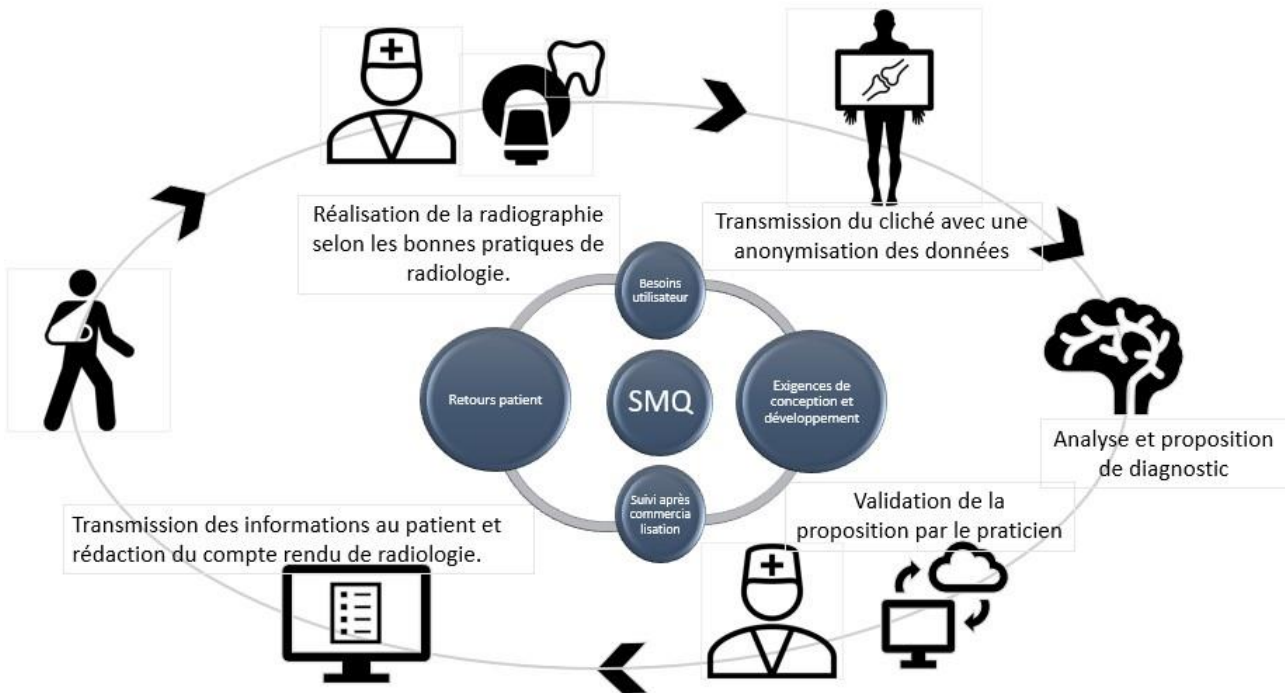 Réalisation de la radiographie
selon les bonnes pratiques de
radiologie.
Transmission du cliché avec une
anonymisation des données
Besoins
utilisateur
Retours patient
SMQ
Exigences de
conception et
développement
Suivi après
commercia
lisation
Analyse et proposition
de diagnostic
Validation de la
proposition par le praticien
Transmission des informations au patient et
rédaction du compte rendu de radiologie.